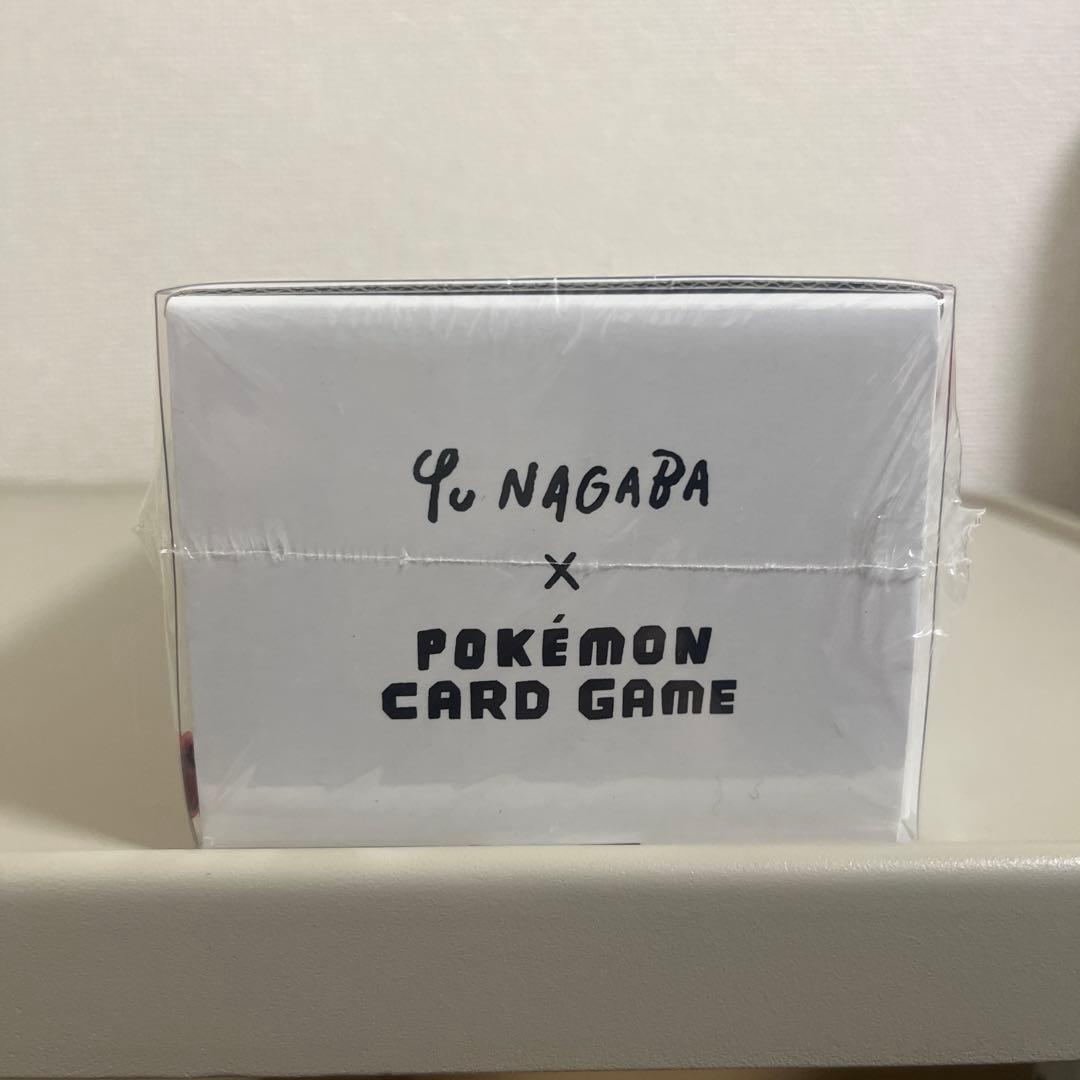 Yu NAGABA
×
POKÉMON
CARD GAME